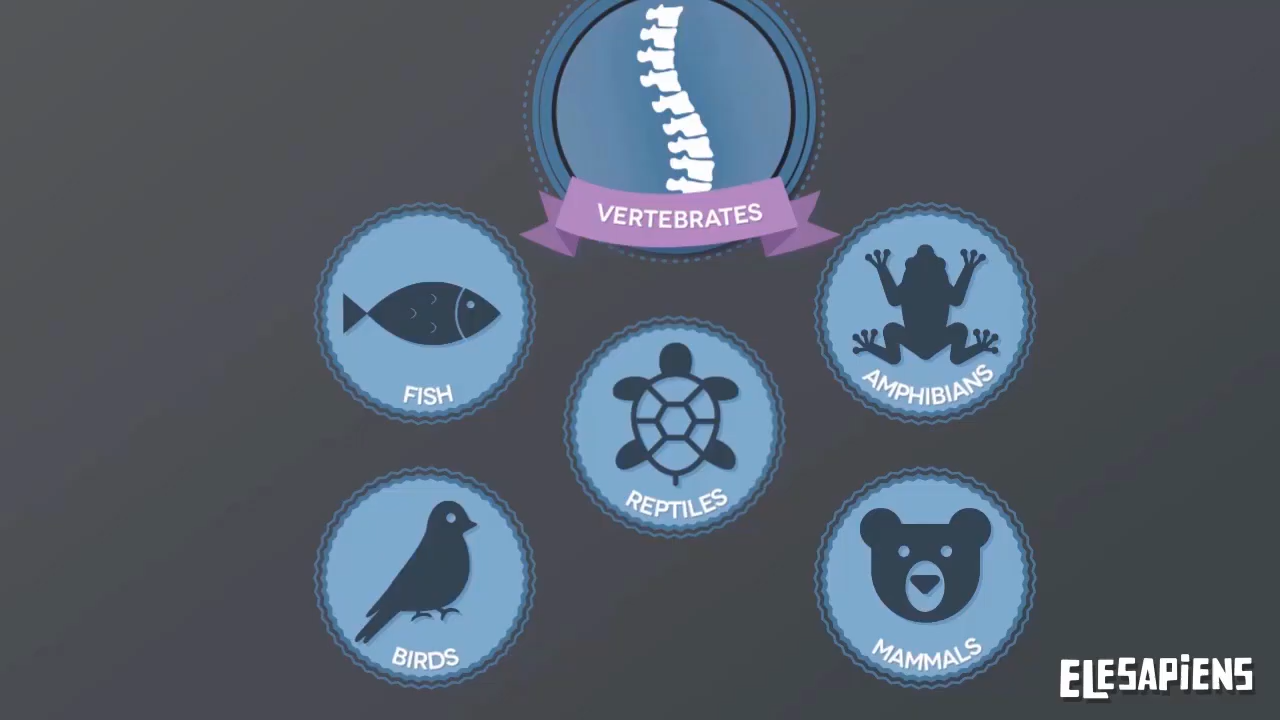 VERTEBRATES
FISH
AMPHIBIANS
REPTILES
BIRDS
MAMMALS
ELESAPiENS